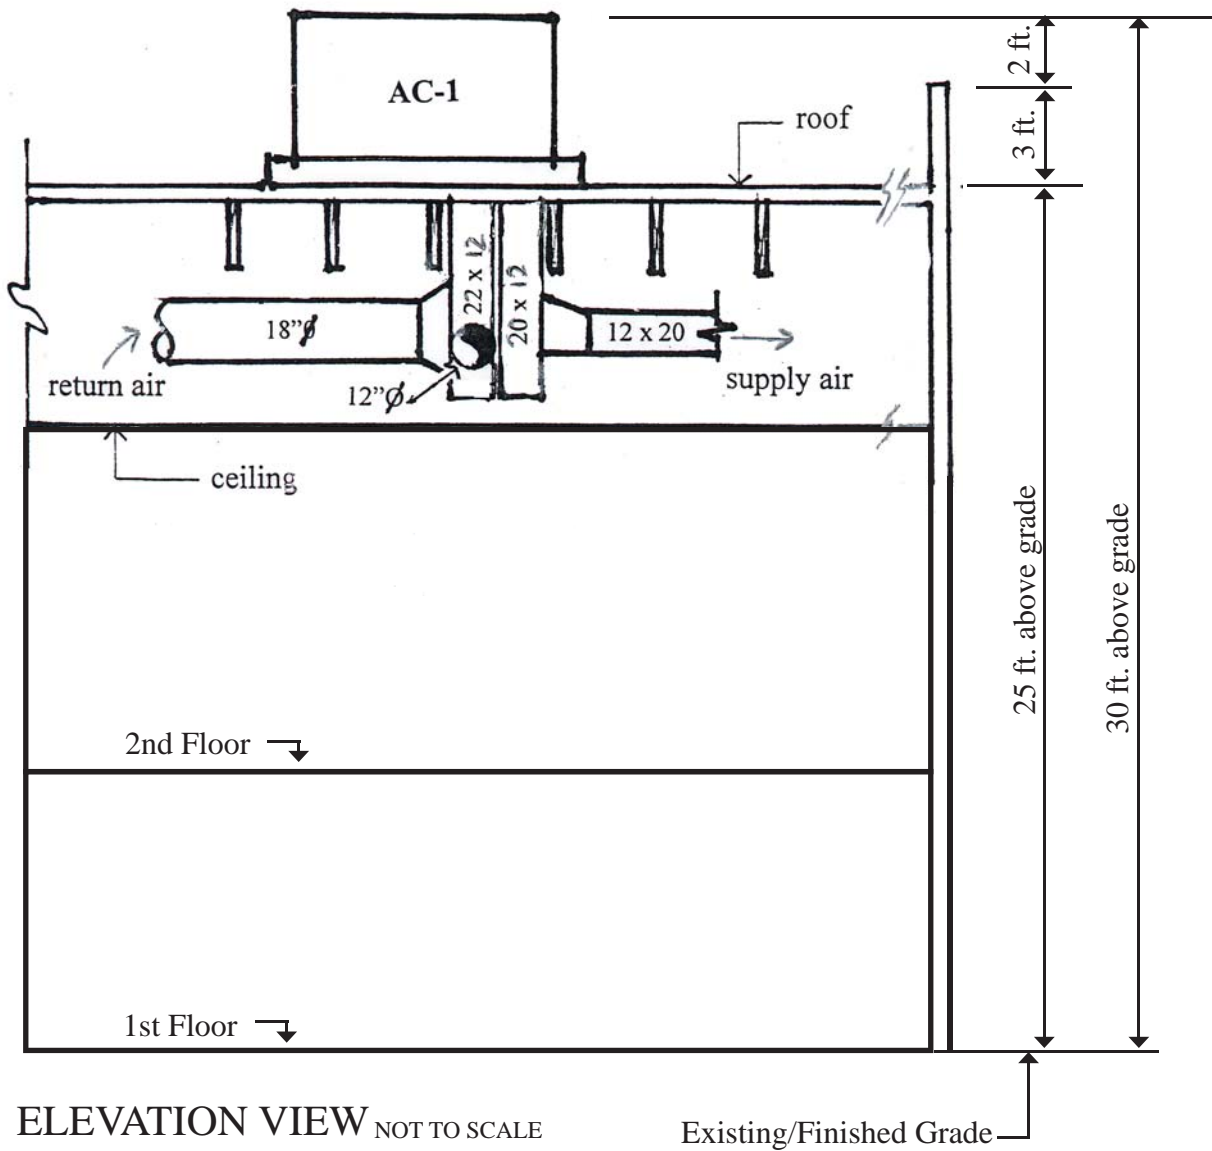 AC-1
roof
2 ft.
3 ft.
22 x 12
20 x 12
18"Ø
12 x 20
return air
12"Ø
supply air
ceiling
25 ft. above grade
30 ft. above grade
2nd Floor
1st Floor
ELEVATION VIEW NOT TO SCALE
Existing/Finished Grade